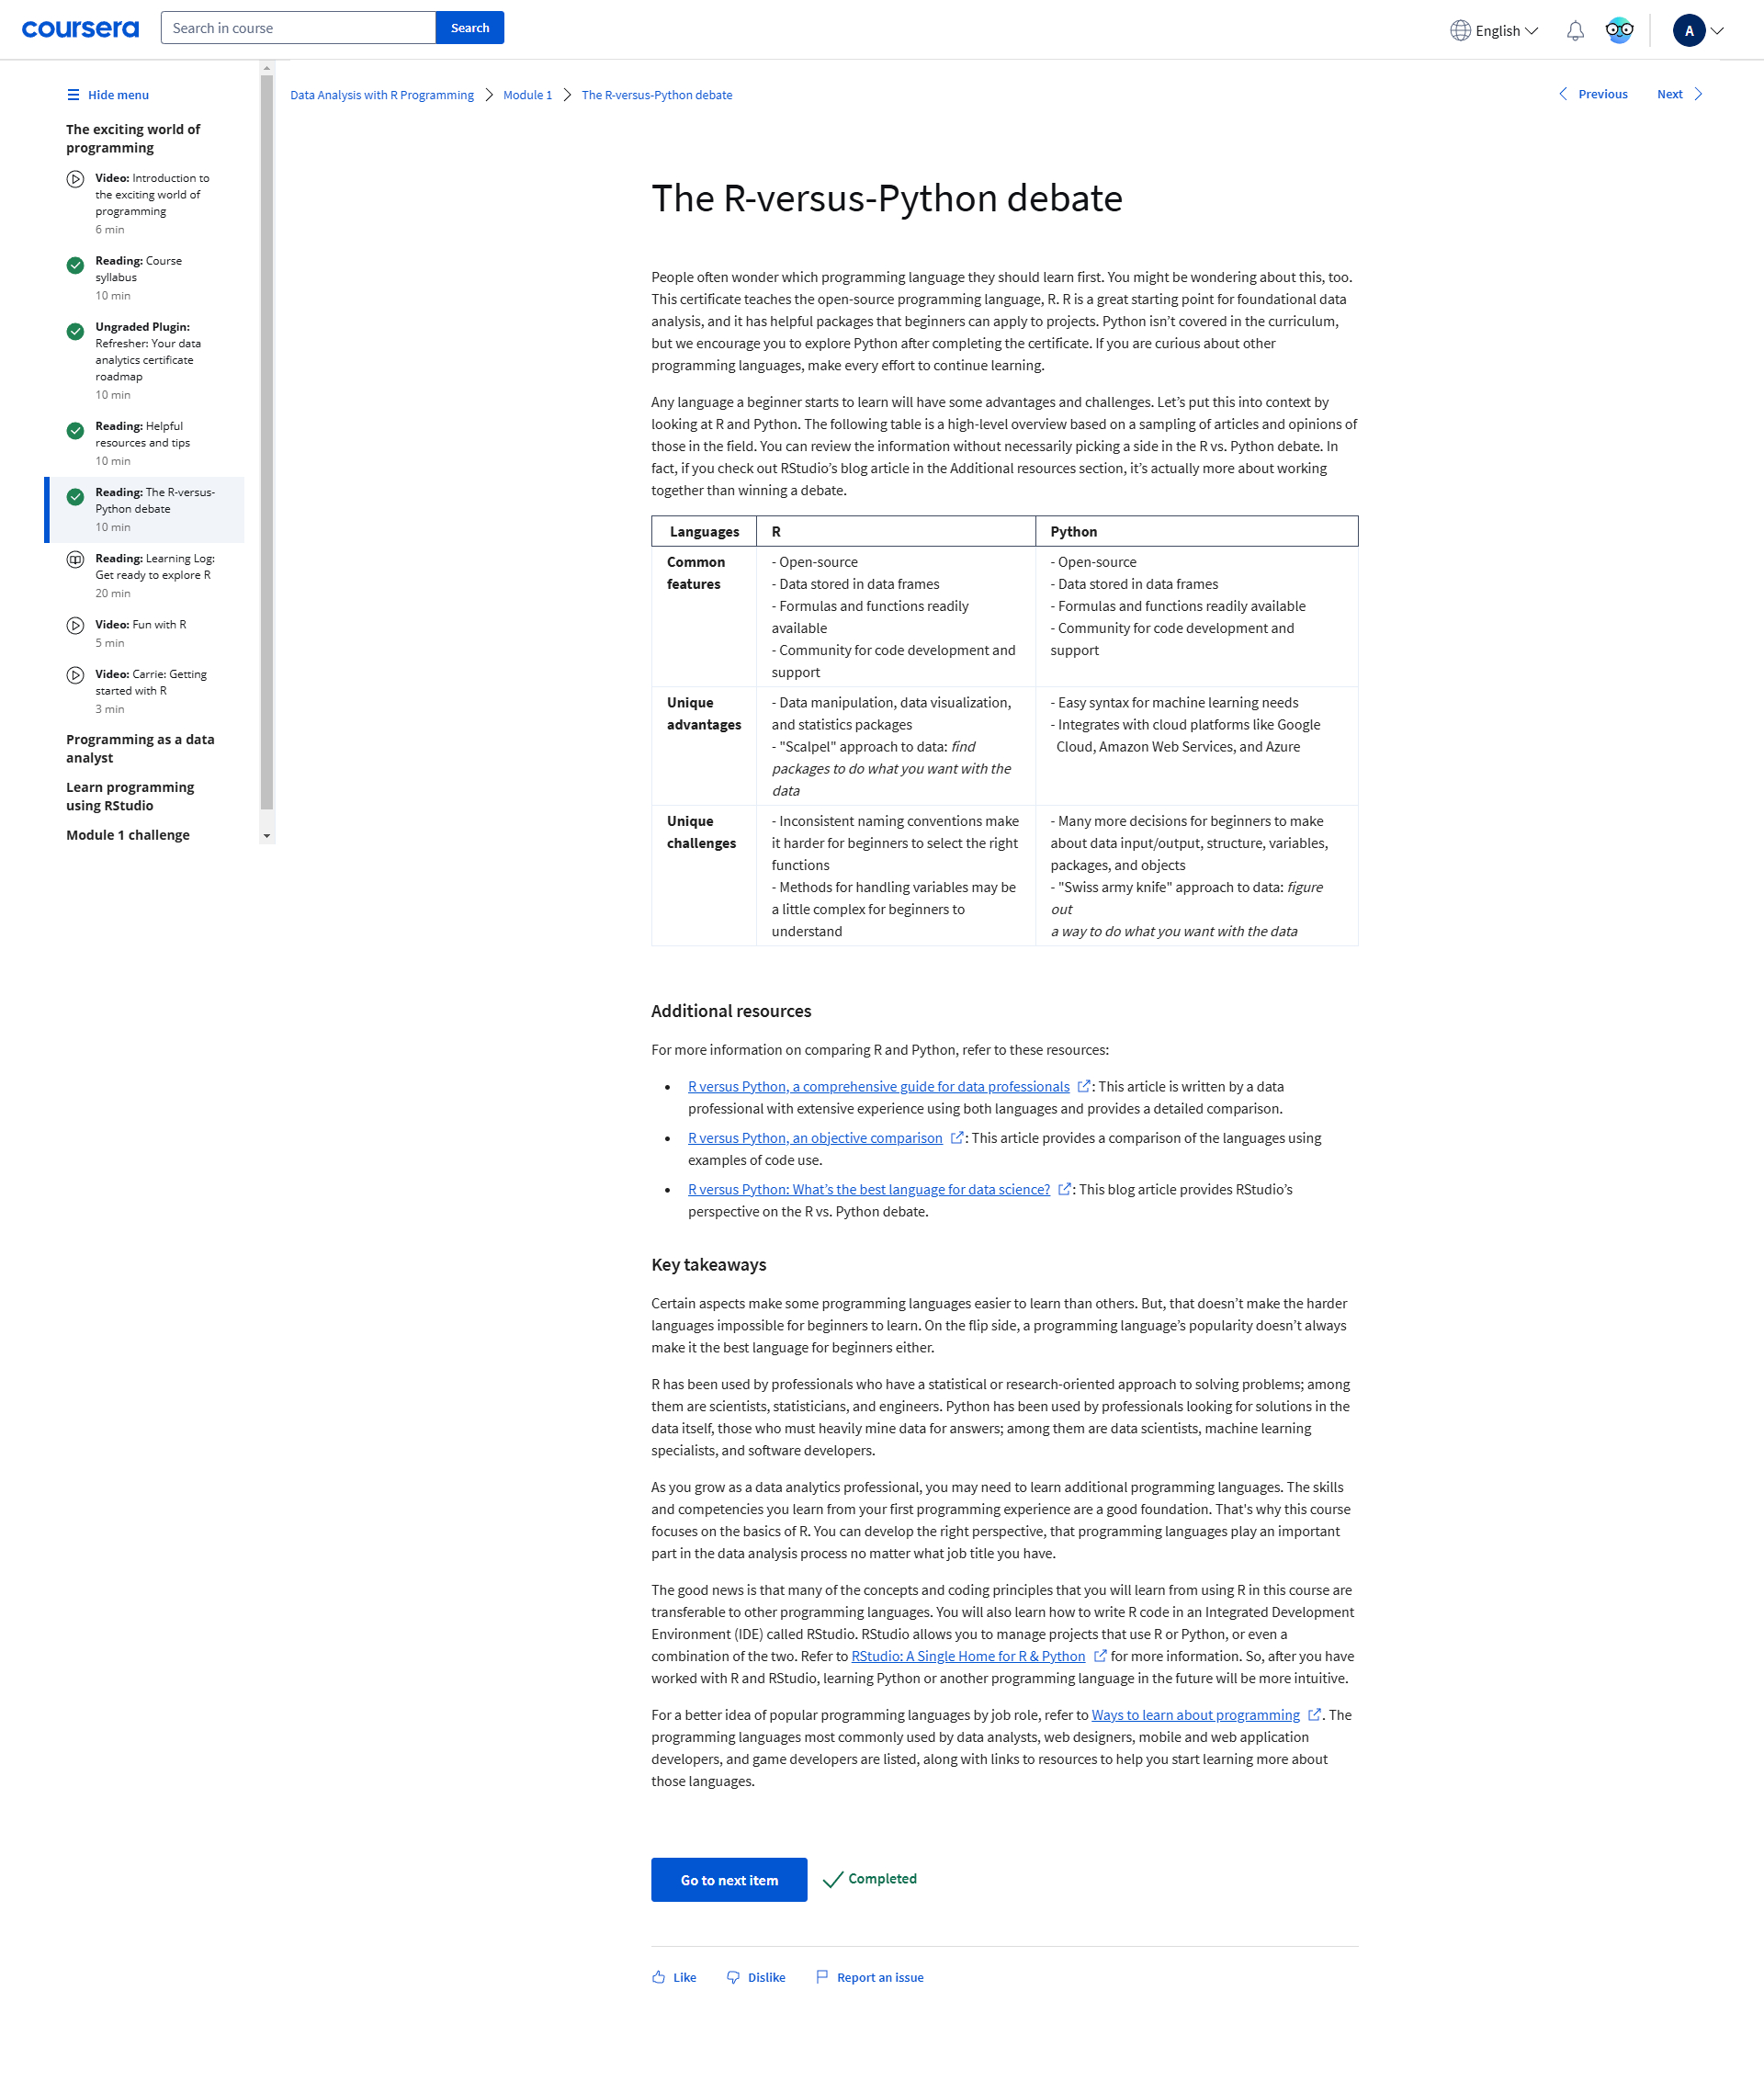 coursera
Search in course
Search
English
A
Hide menu
The exciting world of
programming
Video: Introduction to
the exciting world of
programming
6 min
Reading: Course
syllabus
10 min
Ungraded Plugin:
Refresher: Your data
analytics certificate
roadmap
10 min
Reading: Helpful
resources and tips
10 min
Reading: The R-versus-
Python debate
10 min
Reading: Learning Log:
Get ready to explore R
20 min
Video: Fun with R
5 min
Video: Carrie: Getting
started with R
3 min
Programming as a data
analyst
Learn programming
using RStudio
Module 1 challenge
Data Analysis with R Programming > Module 1 > The R-versus-Python debate
Previous
Next
The R-versus-Python debate
People often wonder which programming language they should learn first. You might be wondering about this, too.
This certificate teaches the open-source programming language, R. R is a great starting point for foundational data
analysis, and it has helpful packages that beginners can apply to projects. Python isn’t covered in the curriculum,
but we encourage you to explore Python after completing the certificate. If you are curious about other
programming languages, make every effort to continue learning.
Any language a beginner starts to learn will have some advantages and challenges. Let’s put this into context by
looking at R and Python. The following table is a high-level overview based on a sampling of articles and opinions of
those in the field. You can review the information without necessarily picking a side in the R vs. Python debate. In
fact, if you check out RStudio’s blog article in the Additional resources section, it’s actually more about working
together than winning a debate.
Languages
R
Python
Common
features
- Open-source
- Data stored in data frames
- Formulas and functions readily
available
- Community for code development and
support
- Open-source
- Data stored in data frames
- Formulas and functions readily available
- Community for code development and
support
Unique
advantages
- Data manipulation, data visualization,
and statistics packages
- "Scalpel" approach to data: find
packages to do what you want with the
data
- Easy syntax for machine learning needs
- Integrates with cloud platforms like Google
Cloud, Amazon Web Services, and Azure
Unique
challenges
- Inconsistent naming conventions make
it harder for beginners to select the right
functions
- Methods for handling variables may be
a little complex for beginners to
understand
- Many more decisions for beginners to make
about data input/output, structure, variables,
packages, and objects
- "Swiss army knife" approach to data: figure
out
a way to do what you want with the data
Additional resources
For more information on comparing R and Python, refer to these resources:
• R versus Python, a comprehensive guide for data professionals : This article is written by a data
professional with extensive experience using both languages and provides a detailed comparison.
• R versus Python, an objective comparison : This article provides a comparison of the languages using
examples of code use.
• R versus Python: What’s the best language for data science? : This blog article provides RStudio’s
perspective on the R vs. Python debate.
Key takeaways
Certain aspects make some programming languages easier to learn than others. But, that doesn’t make the harder
languages impossible for beginners to learn. On the flip side, a programming language’s popularity doesn’t always
make it the best language for beginners either.
R has been used by professionals who have a statistical or research-oriented approach to solving problems; among
them are scientists, statisticians, and engineers. Python has been used by professionals looking for solutions in the
data itself, those who must heavily mine data for answers; among them are data scientists, machine learning
specialists, and software developers.
As you grow as a data analytics professional, you may need to learn additional programming languages. The skills
and competencies you learn from your first programming experience are a good foundation. That's why this course
focuses on the basics of R. You can develop the right perspective, that programming languages play an important
part in the data analysis process no matter what job title you have.
The good news is that many of the concepts and coding principles that you will learn from using R in this course are
transferable to other programming languages. You will also learn how to write R code in an Integrated Development
Environment (IDE) called RStudio. RStudio allows you to manage projects that use R or Python, or even a
combination of the two. Refer to RStudio: A Single Home for R & Python for more information. So, after you have
worked with R and RStudio, learning Python or another programming language in the future will be more intuitive.
For a better idea of popular programming languages by job role, refer to Ways to learn about programming . The
programming languages most commonly used by data analysts, web designers, mobile and web application
developers, and game developers are listed, along with links to resources to help you start learning more about
those languages.
Go to next item
Completed
Like
Dislike
Report an issue